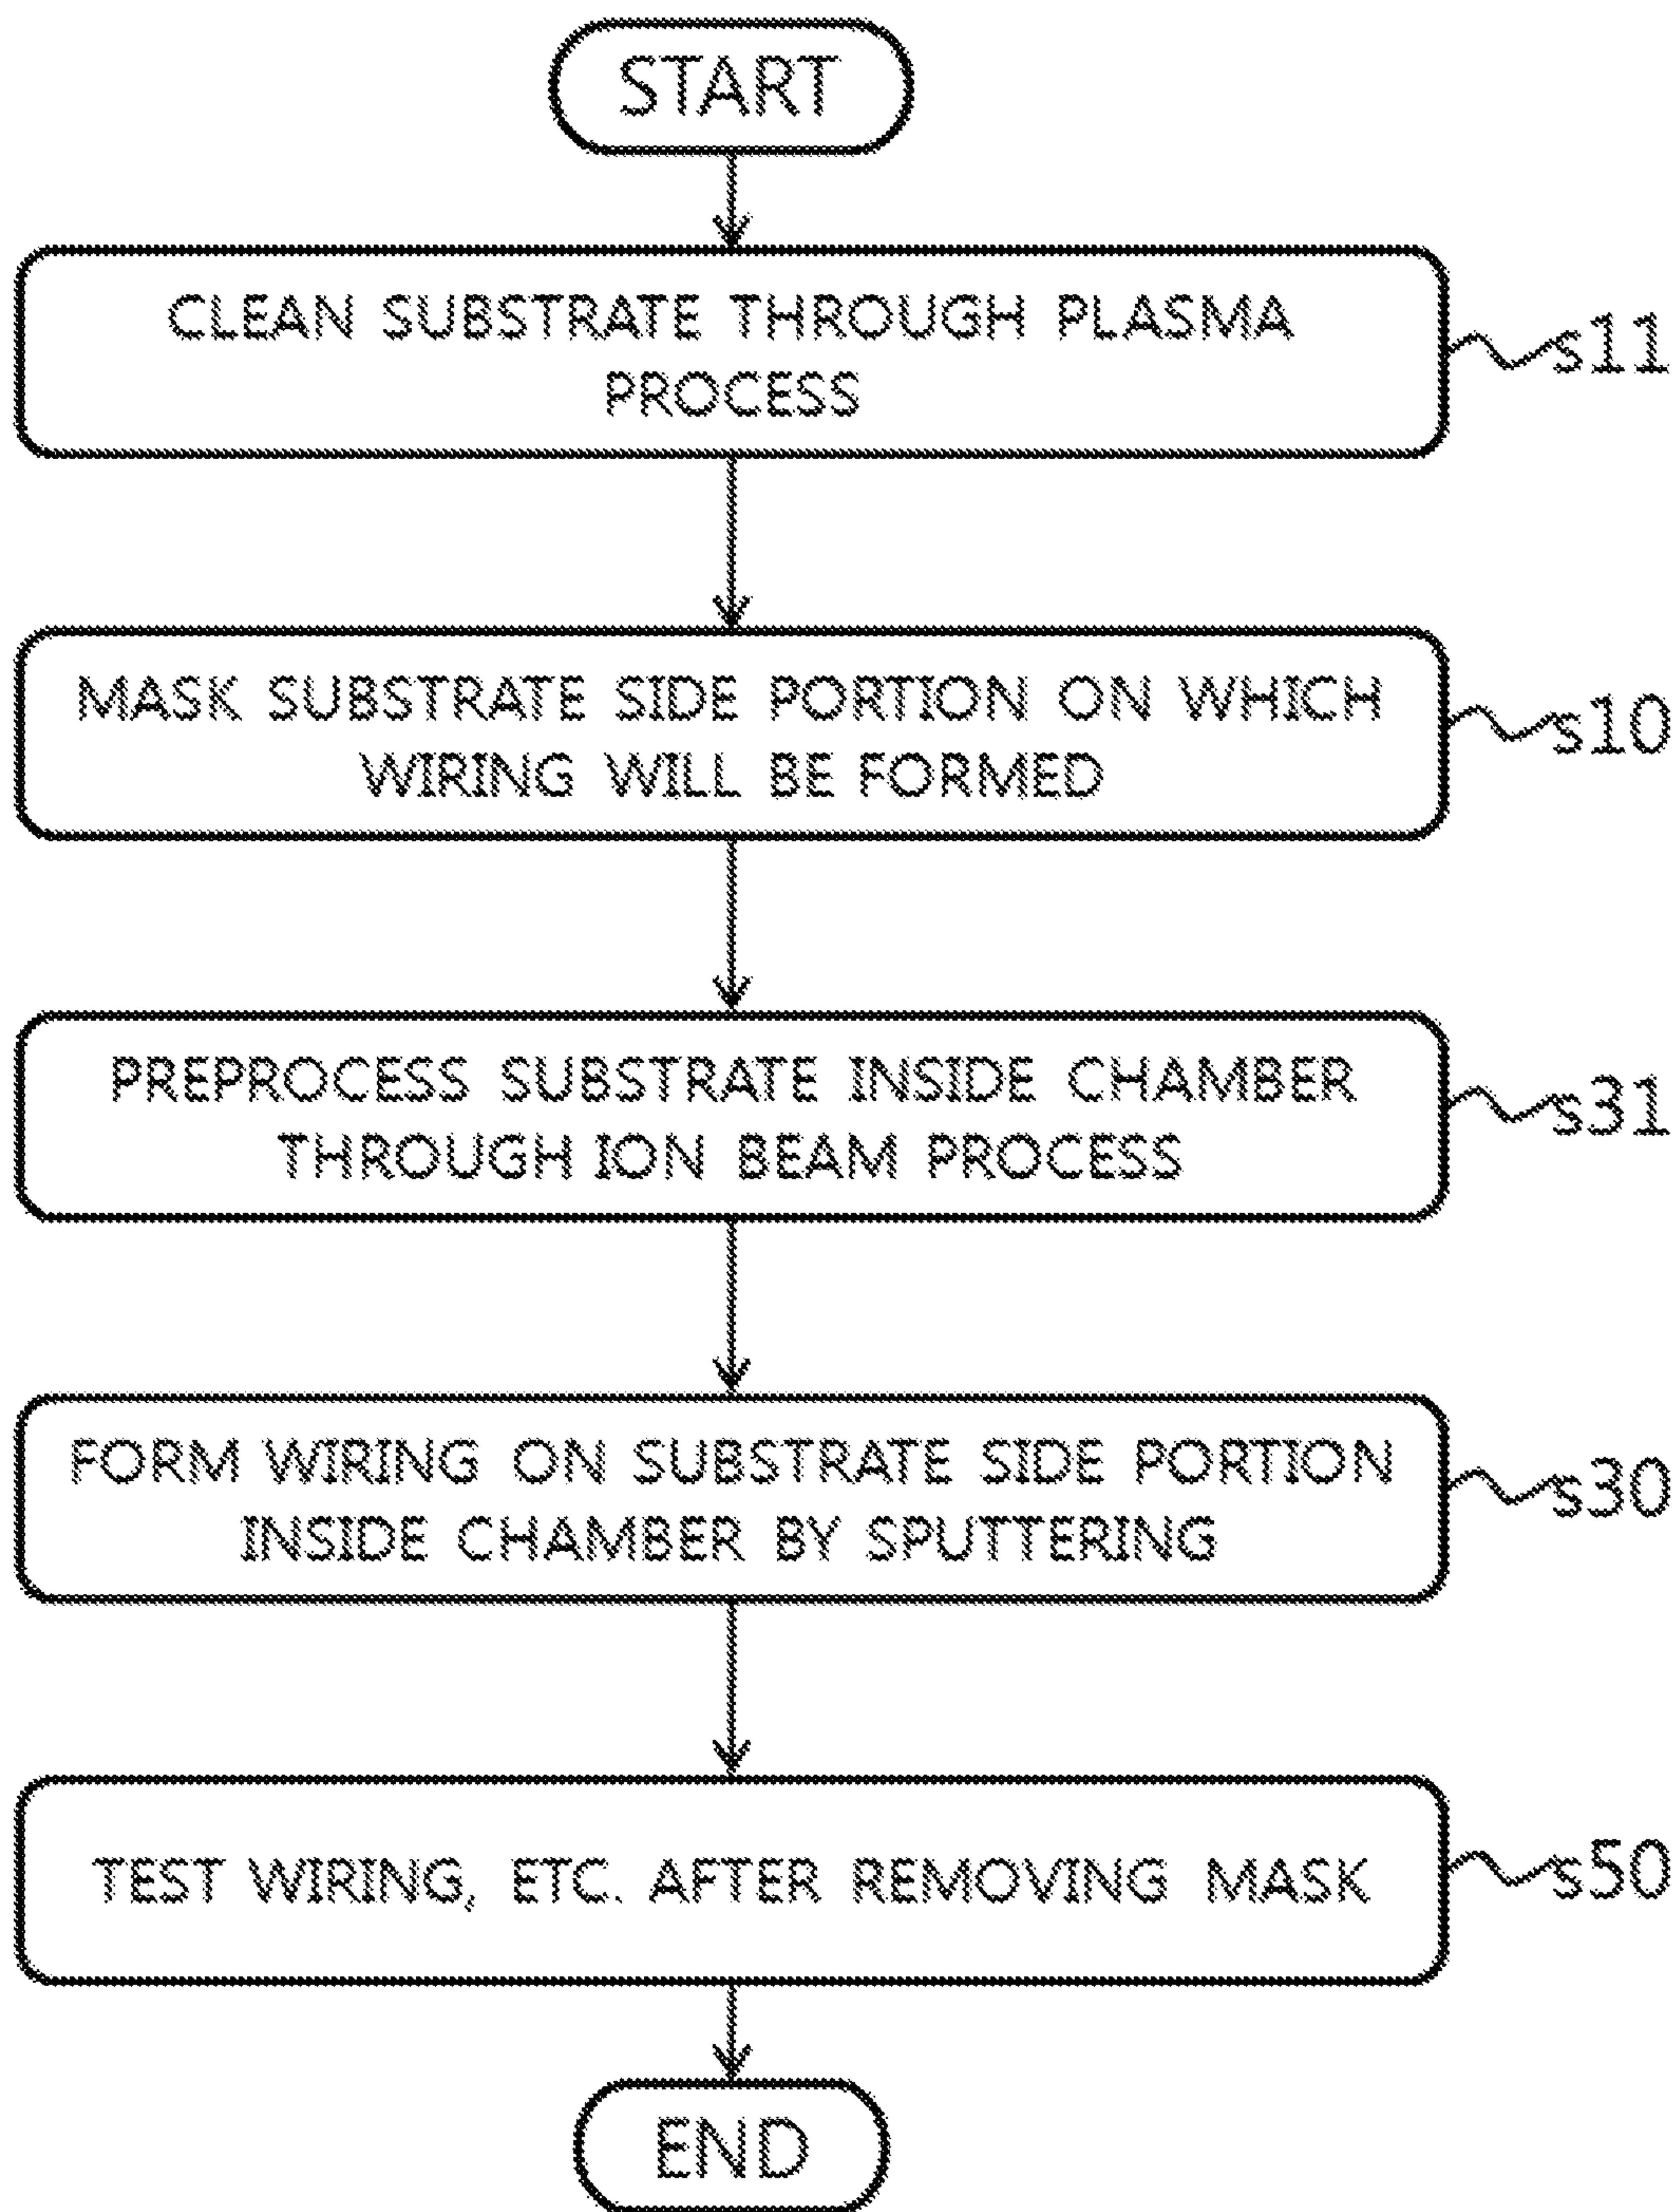 START
CLEAN SUBSTRATE THROUGH PLASMA
PROCESS
s11
MASK SUBSTRATE SIDE PORTION ON WHICH
WIRING WILL BE FORMED
s10
PREPROCESS SUBSTRATE INSIDE CHAMBER
THROUGH ION BEAM PROCESS
s31
FORM WIRING ON SUBSTRATE SIDE PORTION
INSIDE CHAMBER BY SPUTTERING
s30
TEST WIRING, ETC. AFTER REMOVING MASK
s50
END